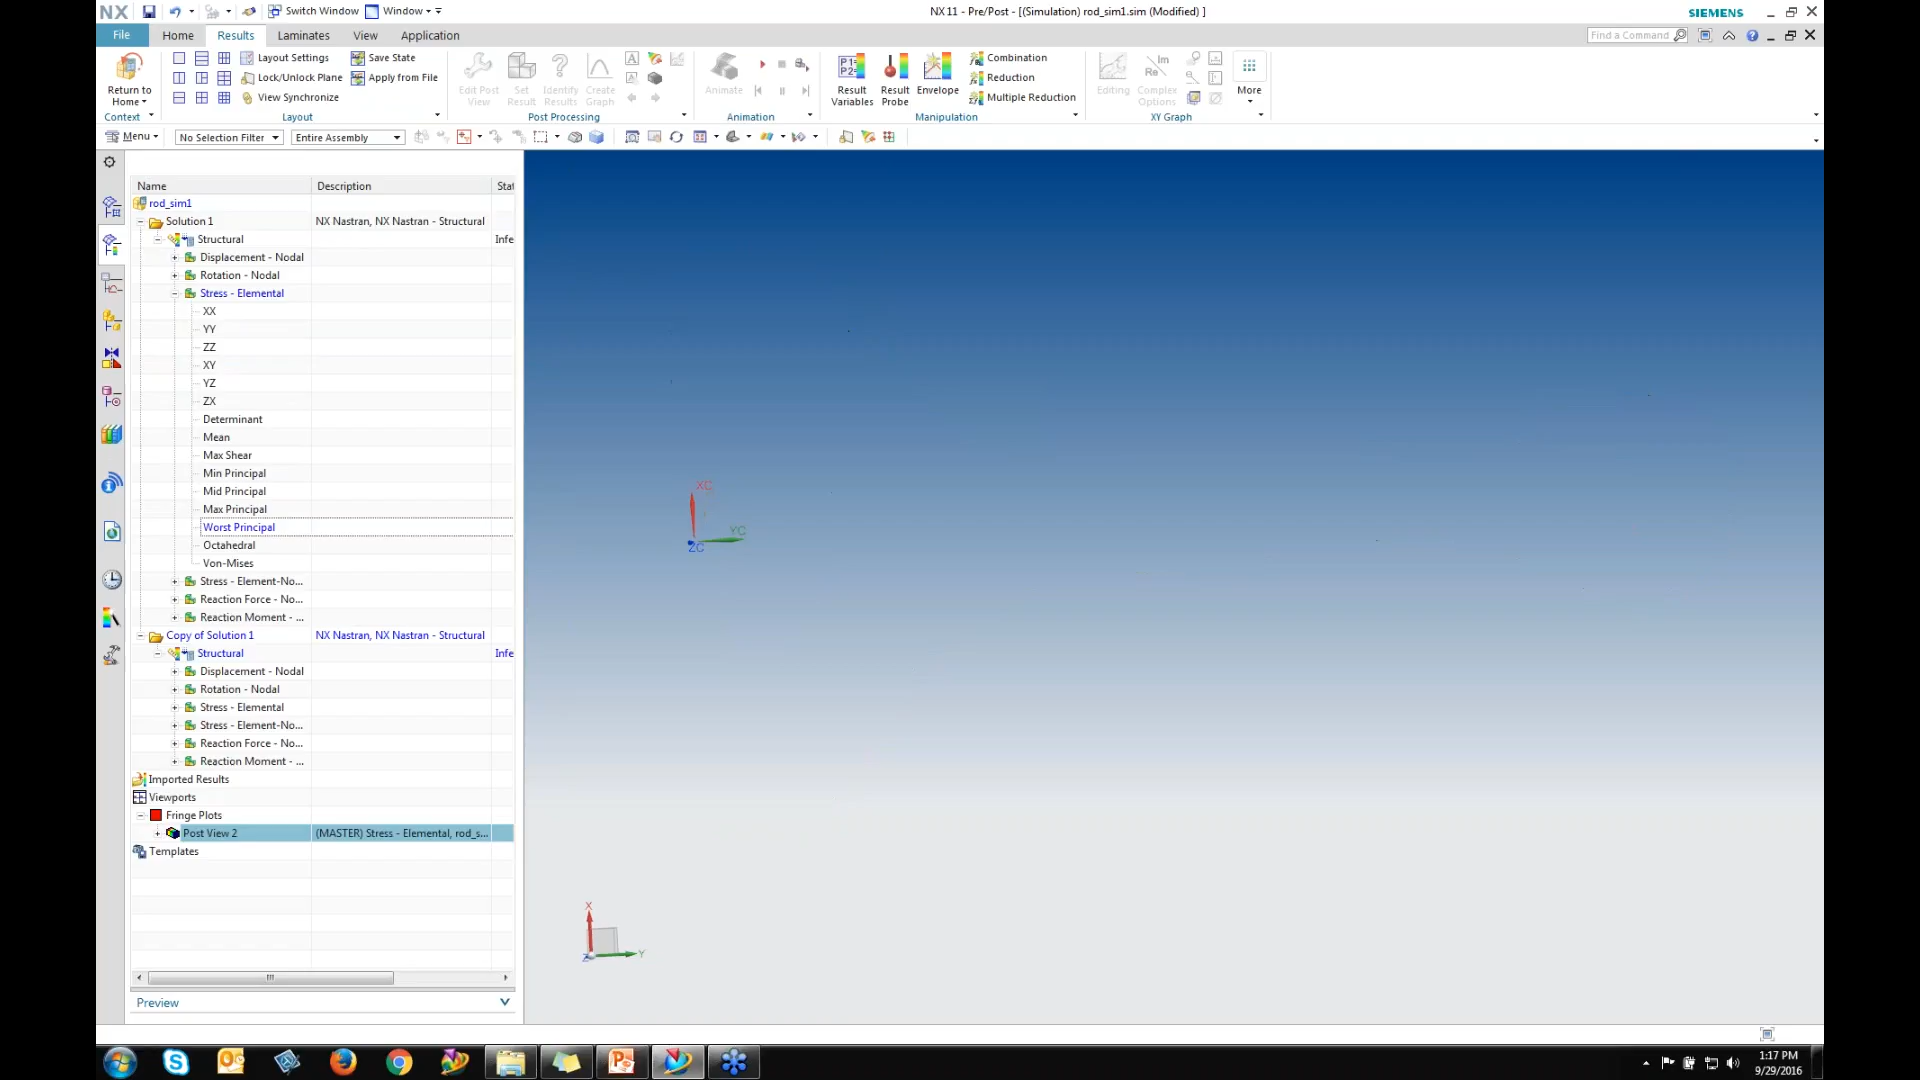 NX Switch Window Window NX 11 - Pre/Post - [(Simulation) rod_sim1.sim (Modified) ] SIEMENS
File Home Results Laminates View Application Find a Command
Layout Settings
Lock/Unlock Plane
View Synchronize
Save State
Apply from File
Return to Home
Edit Post View
Set Result
Identify Results
Create Graph
Animate
Result Variables
Result Probe
Envelope
Combination
Reduction
Multiple Reduction
Editing
Complex Options
More
Context Layout Post Processing Animation Manipulation XY Graph
Menu No Selection Filter Entire Assembly
Name Description Stat
rod_sim1
Solution 1 NX Nastran, NX Nastran - Structural
Structural Infe
Displacement - Nodal
Rotation - Nodal
Stress - Elemental
XX
YY
ZZ
XY
YZ
ZX
Determinant
Mean
Max Shear
Min Principal
Mid Principal
Max Principal
Worst Principal
Octahedral
Von-Mises
Stress - Element-No...
Reaction Force - No...
Reaction Moment - ...
Copy of Solution 1 NX Nastran, NX Nastran - Structural
Structural Infe
Displacement - Nodal
Rotation - Nodal
Stress - Elemental
Stress - Element-No...
Reaction Force - No...
Reaction Moment - ...
Imported Results
Viewports
Fringe Plots
Post View 2 (MASTER) Stress - Elemental, rod_s...
Templates
Preview
XC
YC
ZC
X
Y
Z
1:17 PM
9/29/2016